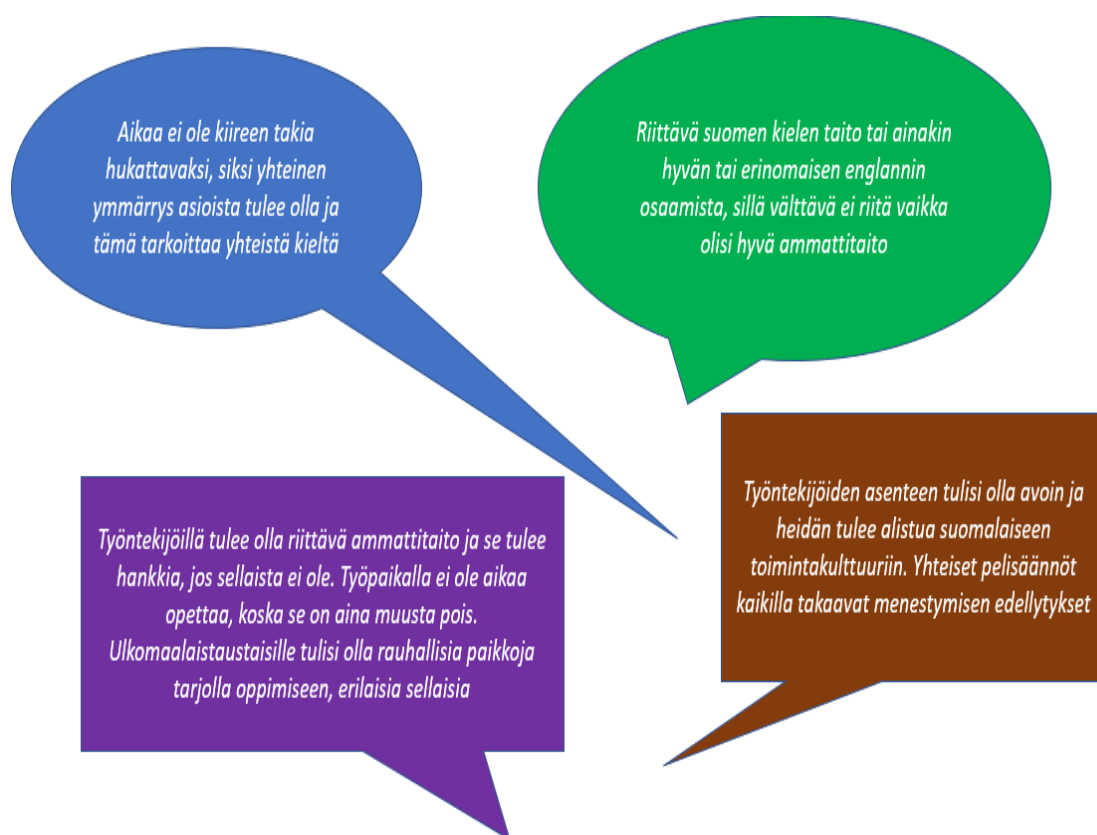 Aikaa ei ole kiireen takia
hukattavaksi, siksi yhteinen
ymmärrys asioista tulee olla ja
tämä tarkoittaa yhteistä kieltä
Riittävä suomen kielen taito tai ainakin
hyvän tai erinomaisen englannin
osaamista, sillä välttävä ei riitä vaikka
olisi hyvä ammattitaito
Työntekijöillä tulee olla riittävä ammattitaito ja se tulee
hankkia, jos sellaista ei ole. Työpaikalla ei ole aikaa
opettaa, koska se on aina muusta pois.
Ulkomaalaistaustaisille tulisi olla rauhallisia paikkoja
tarjolla oppimiseen, erilaisia sellaisia
Työntekijöiden asenteen tulisi olla avoin ja
heidän tulee alistua suomalaiseen
toimintakulttuuriin. Yhteiset pelisäännöt
kaikilla takaavat menestymisen edellytykset